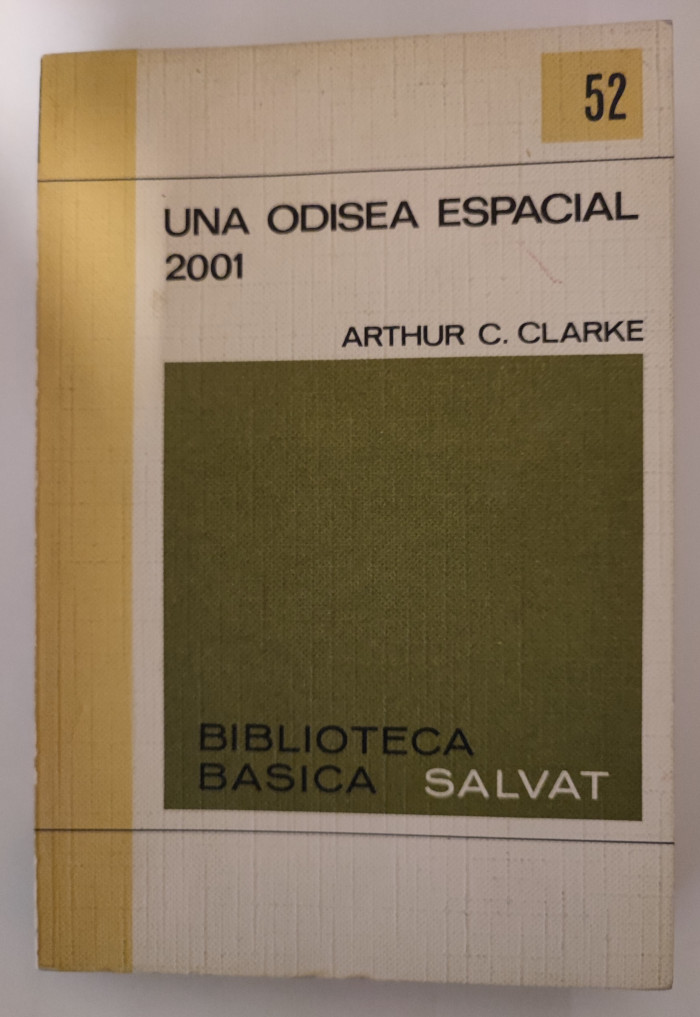 52
UNA ODISEA ESPACIAL
2001
ARTHUR C. CLARKE
BIBLIOTECA
BASICA SALVAT